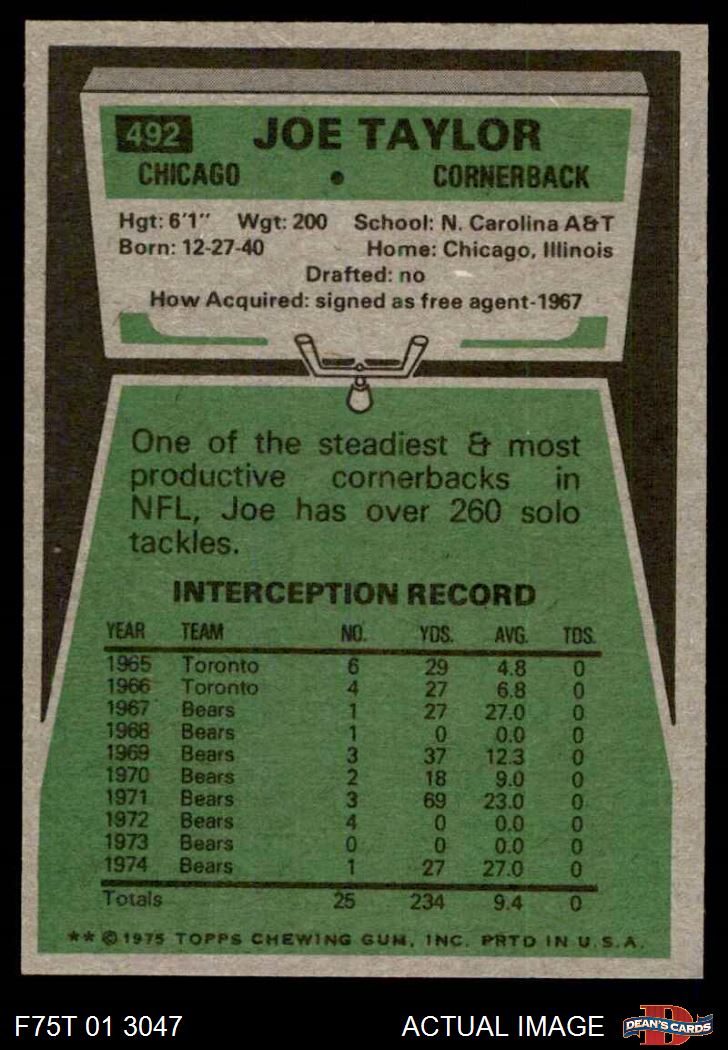 492 JOE TAYLOR
CHICAGO • CORNERBACK
Hgt: 6'1" Wgt: 200 School: N. Carolina A&T
Born: 12-27-40 Home: Chicago, Illinois
Drafted: no
How Acquired: signed as free agent-1967
One of the steadiest & most
productive cornerbacks in
NFL, Joe has over 260 solo
tackles.
INTERCEPTION RECORD
YEAR TEAM NO. YDS. AVG. TDS.
1965 Toronto 6 29 4.8 0
1966 Toronto 4 27 6.8 0
1967 Bears 1 27 27.0 0
1968 Bears 1 0 0.0 0
1969 Bears 3 37 12.3 0
1970 Bears 2 18 9.0 0
1971 Bears 3 69 23.0 0
1972 Bears 4 0 0.0 0
1973 Bears 0 0 0.0 0
1974 Bears 1 27 27.0 0
Totals 25 234 9.4 0
** © 1975 TOPPS CHEWING GUM, INC. PRTD IN U.S.A.
F75T 01 3047 ACTUAL IMAGE D DEAN'S CARDS